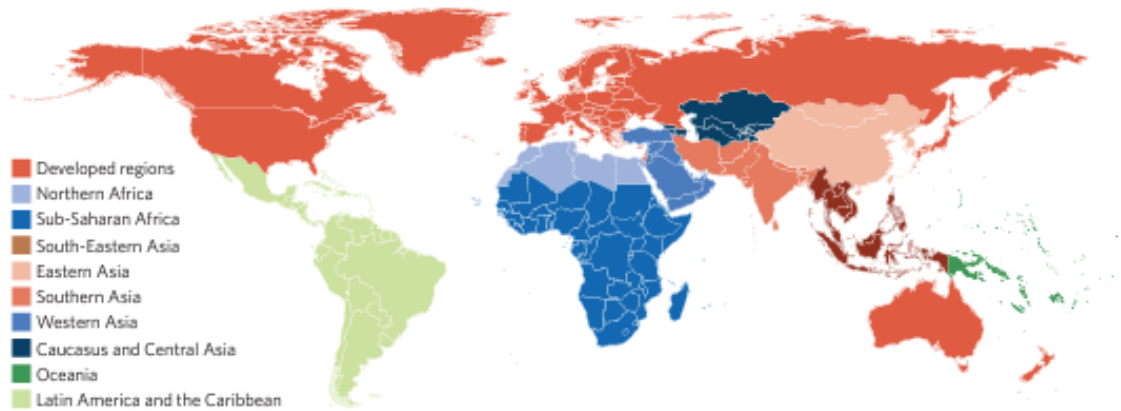 Developed regions
Northern Africa
Sub-Saharan Africa
South-Eastern Asia
Eastern Asia
Southern Asia
Western Asia
Caucasus and Central Asia
Oceania
Latin America and the Caribbean